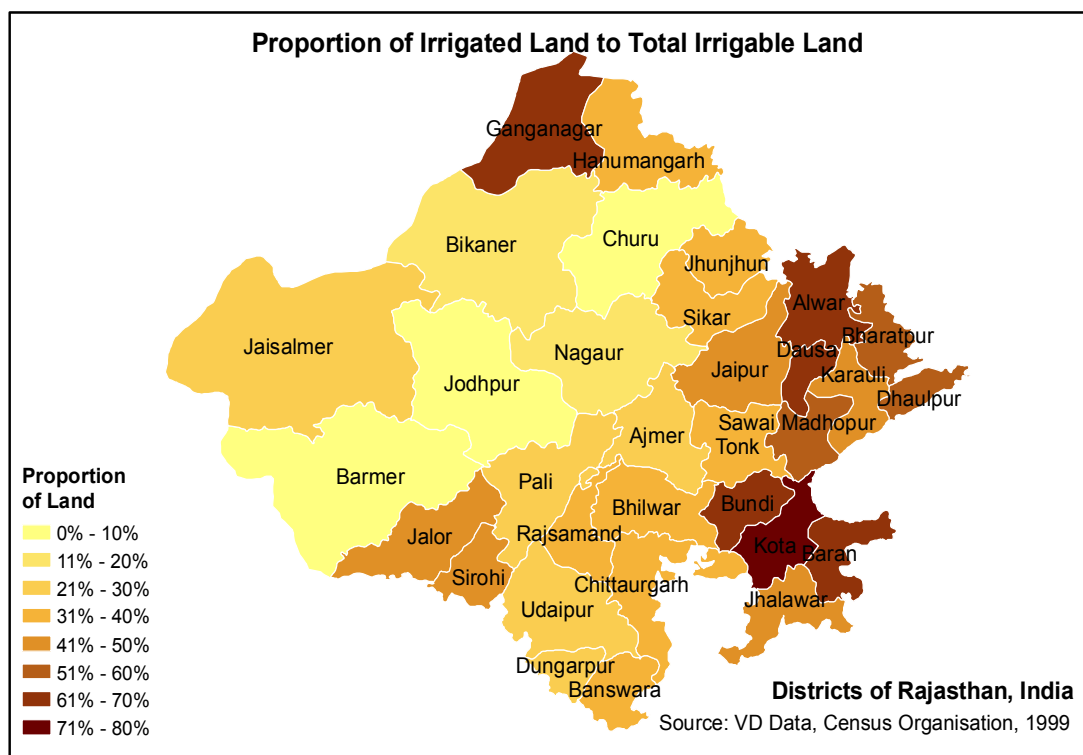 Proportion of Irrigated Land to Total Irrigable Land
Ganganagar
Hanumangarh
Churu
Bikaner
Jhunjhun
Alwar
Sikar
Bharatpur
Jaisalmer
Nagaur
Dausa
Jaipur
Karauli
Jodhpur
Dhaulpur
Sawai
Madhopur
Ajmer
Tonk
Barmer
Pali
Bundi
Bhilwar
Jalor
Rajsamand
Kota
Baran
Sirohi
Chittaurgarh
Jhalawar
Udaipur
Dungarpur
Banswara
Proportion
of Land
0% - 10%
11% - 20%
21% - 30%
31% - 40%
41% - 50%
51% - 60%
61% - 70%
71% - 80%
Districts of Rajasthan, India
Source: VD Data, Census Organisation, 1999